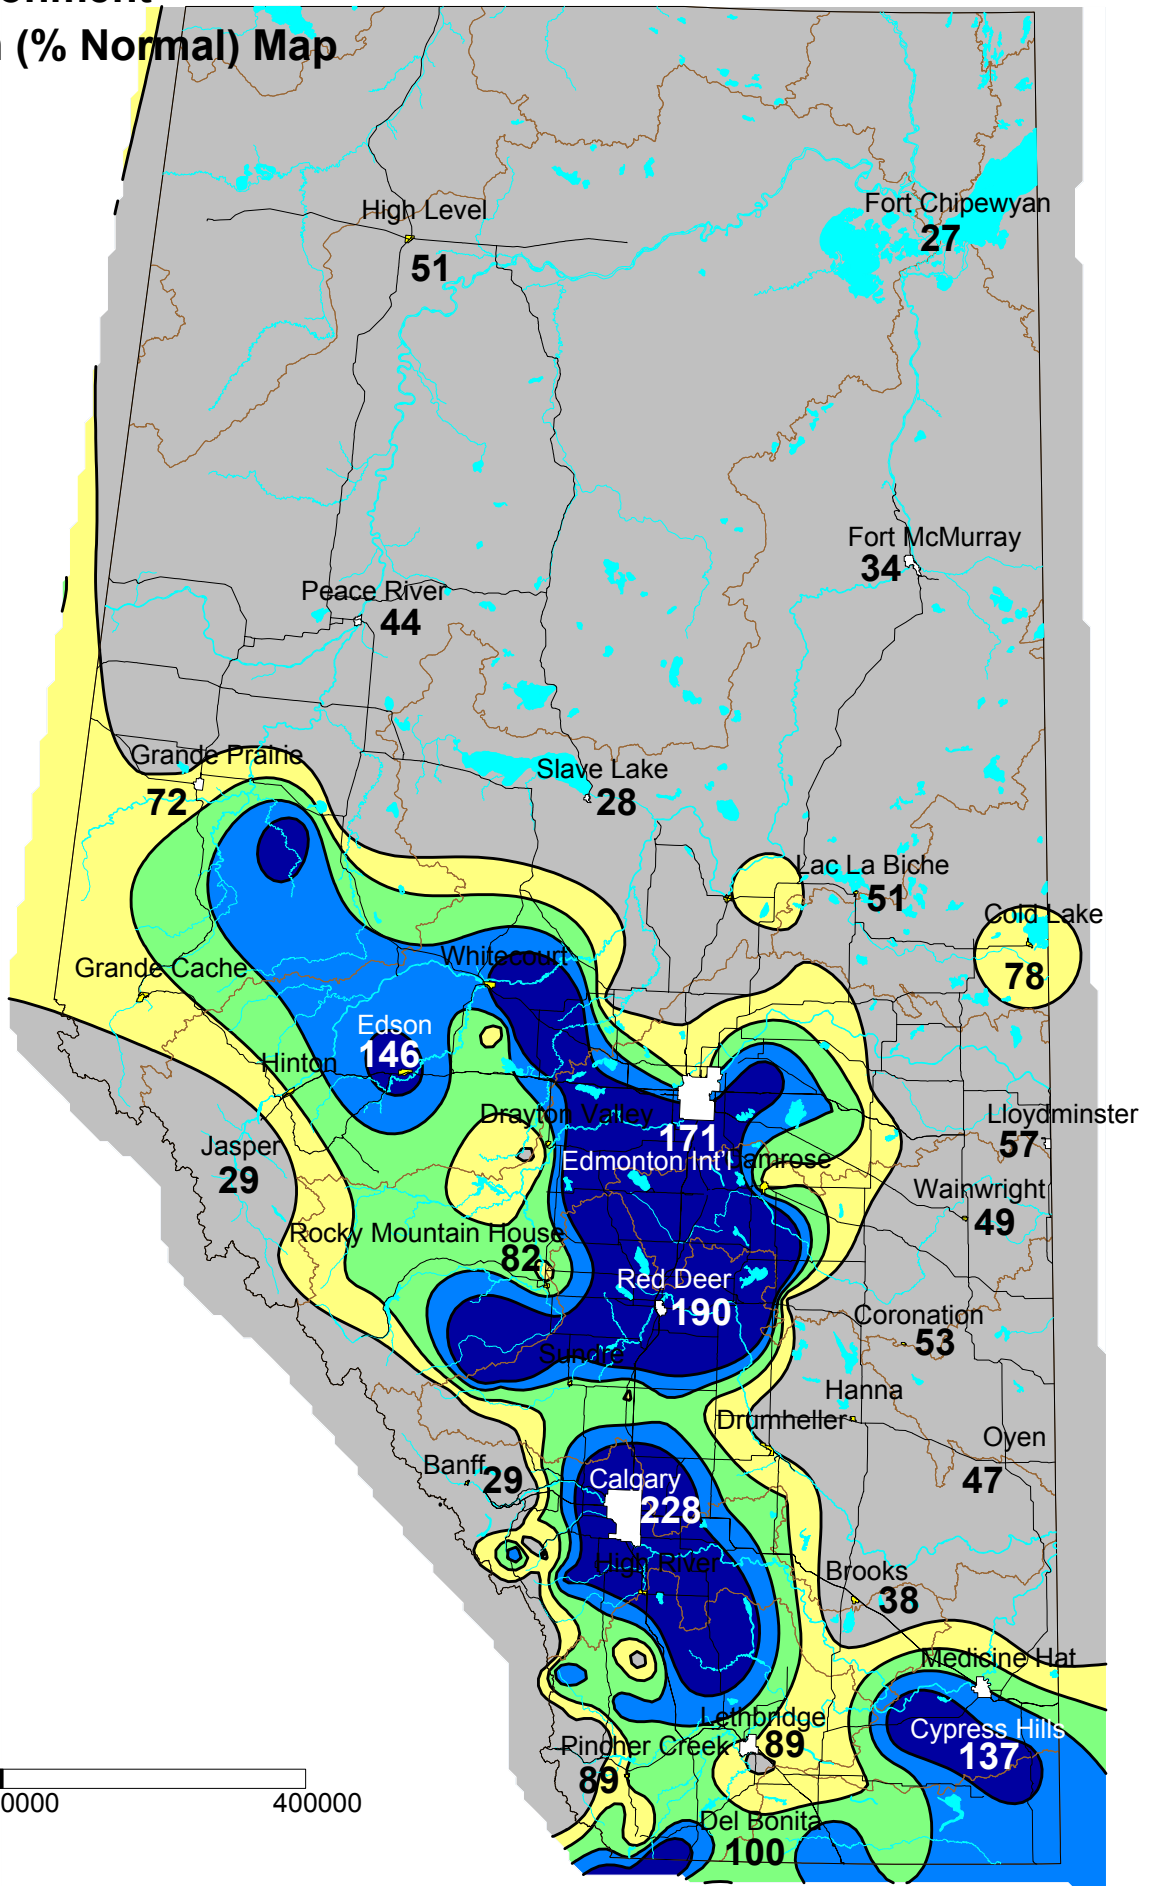 (% Normal) Map
High Level
51
Fort Chipewyan
27
Fort McMurray
34
Peace River
44
Grande Prairie
72
Slave Lake
28
Lac La Biche
51
Cold Lake
78
Whitecourt
Grande Cache
Edson
146
Hinton
Drayton Valley
171
Edmonton Int'l
Camrose
Lloydminster
57
Jasper
29
Wainwright
49
Rocky Mountain House
82
Red Deer
190
Coronation
53
Sundre
Hanna
Drumheller
Oyen
47
Banff
29
Calgary
228
High River
Brooks
38
Medicine Hat
Lethbridge
89
Cypress Hills
137
Pincher Creek
89
Del Bonita
100
0000
400000